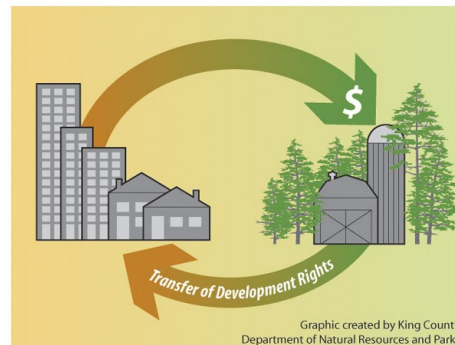 $
Transfer of Development Rights
Graphic created by King Count
Department of Natural Resources and Park